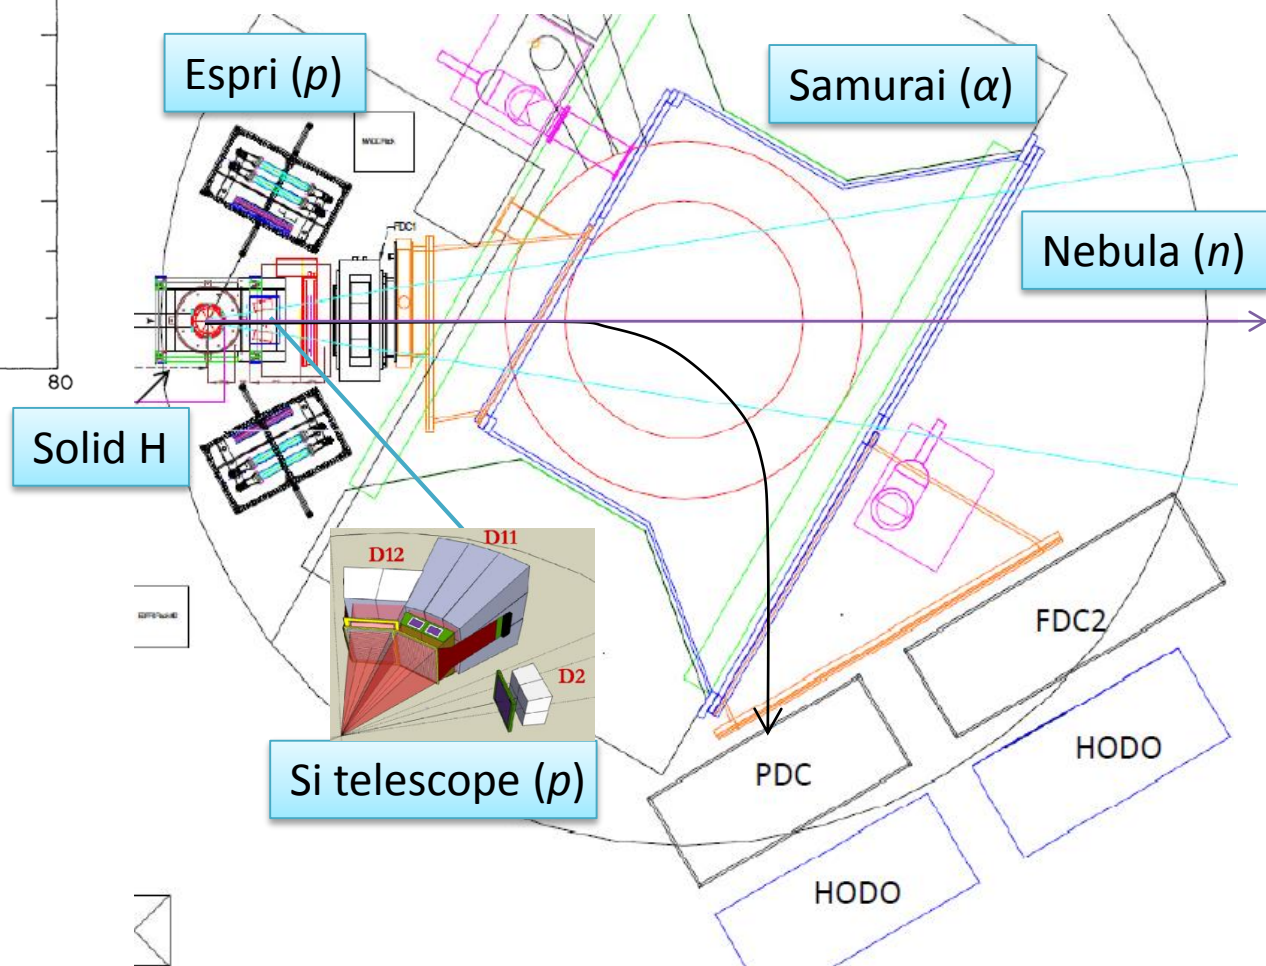 Espri (p)
Samurai (α)
FDC1
Nebula (n)
80
Solid H
D11
D12
D2
FDC2
HODO
PDC
Si telescope (p)
HODO